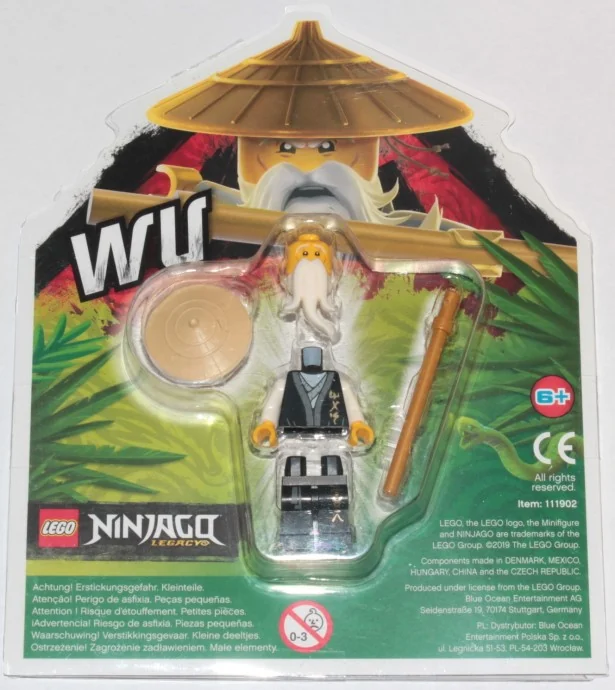 WU
6+
CE
All rights
reserved.
Item: 111902
LEGO NINJAGO
LEGACY
LEGO, the LEGO logo, the Minifigure
and NINJAGO are trademarks of the
LEGO Group. ©2019 The LEGO Group.
Components made in DENMARK, MEXICO,
HUNGARY, CHINA and the CZECH REPUBLIC.
Produced under license from the LEGO Group.
Blue Ocean Entertainment AG
Seidenstraße 19, 70174 Stuttgart, Germany
PL: Dystrybutor: Blue Ocean
Entertainment Polska Sp. z o.o.,
ul. Legnicka 51-53, PL-54-203 Wrocław.
Achtung! Erstickungsgefahr. Kleinteile.
Atenção! Perigo de asfixia. Peças pequeñas.
Attention ! Risque d'étouffement. Petites pièces.
¡Advertencia! Riesgo de asfixia. Piezas pequeñas.
Waarschuwing! Verstikkingsgevaar. Kleine deeltjes.
Ostrzeżenie! Zagrożenie zadławieniem. Małe elementy.
0-3